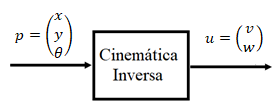 p = (x y θ)
u = (v w)
Cinemática
Inversa